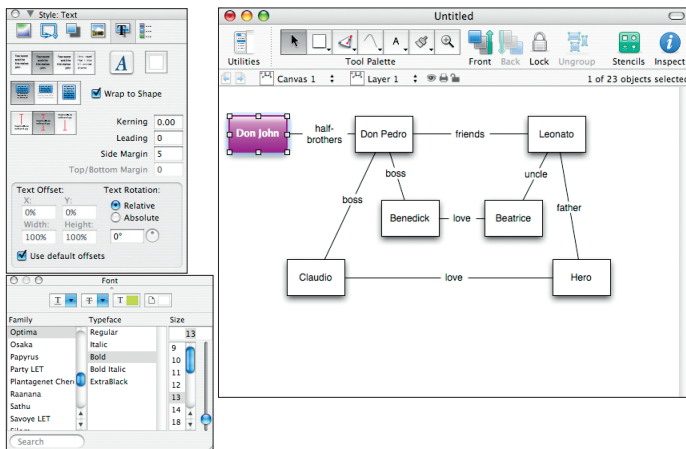 Style: Text
Wrap to Shape
Kerning 0.00
Leading 0
Side Margin 5
Top/Bottom Margin 0
Text Offset: Text Rotation:
X: Y:
0% 0%
Width: Height:
100% 100%
Relative
Absolute
0°
Use default offsets
Font
Family Typeface Size
Optima Regular 13
Osaka Italic 9
Papyrus Bold 10
Party LET Bold Italic 11
Plantagenet Cher ExtraBlack 12
Raanana 13
Sathu 14
Savoye LET 18
Search
Untitled
Utilities Tool Palette Front Back Lock Ungroup Stencils Inspect
Canvas 1 Layer 1 1 of 23 objects selected
Don John
half-
brothers
Don Pedro
friends
Leonato
boss
boss
uncle
father
Benedick
love
Beatrice
Claudio
love
Hero